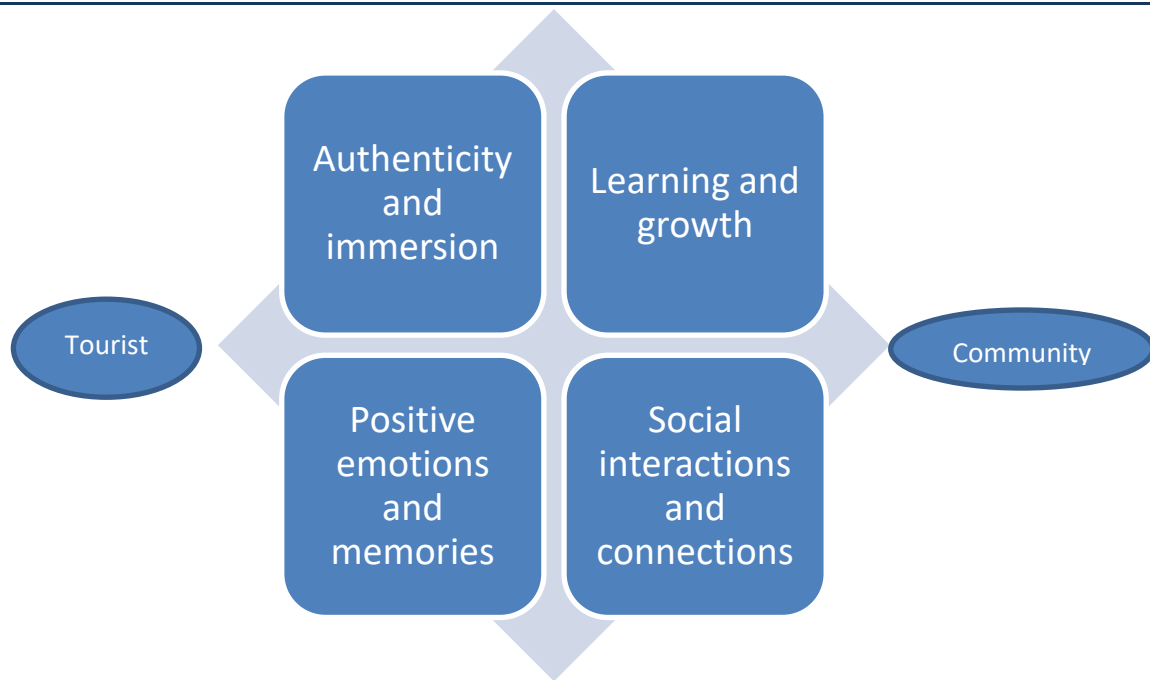 Authenticity
and
immersion
Learning and
growth
Tourist
Community
Positive
emotions
and
memories
Social
interactions
and
connections